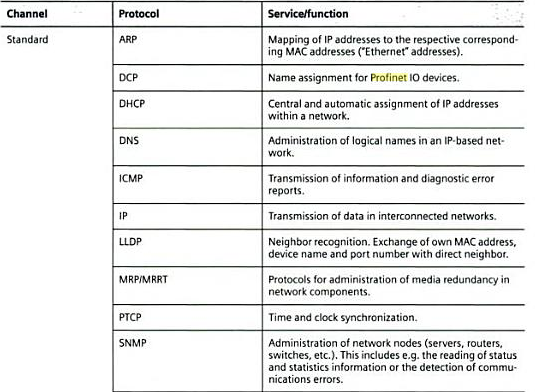 Channel Protocol Service/function
Standard ARP Mapping of IP addresses to the respective correspond-
ing MAC addresses ("Ethernet" addresses).
DCP Name assignment for Profinet IO devices.
DHCP Central and automatic assignment of IP addresses
within a network.
DNS Administration of logical names in an IP-based net-
work.
ICMP Transmission of information and diagnostic error
reports.
IP Transmission of data in interconnected networks.
LLDP Neighbor recognition. Exchange of own MAC address,
device name and port number with direct neighbor.
MRP/MRRT Protocols for administration of media redundancy in
network components.
PTCP Time and clock synchronization.
SNMP Administration of network nodes (servers, routers,
switches, etc.). This includes e.g. the reading of status
and statistics information or the detection of commu-
nications errors.